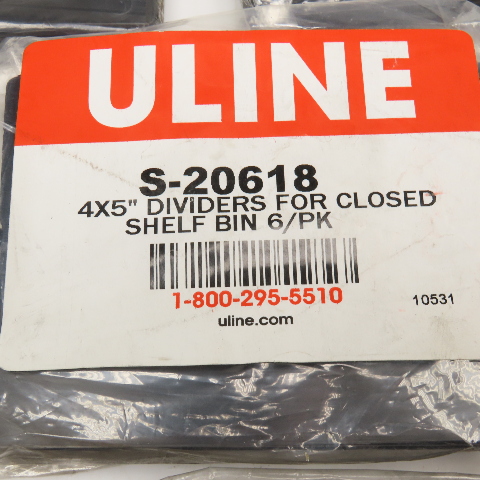 ULINE
S-20618
4X5" DIVIDERS FOR CLOSED
SHELF BIN 6/PK
1-800-295-5510
10531
uline.com